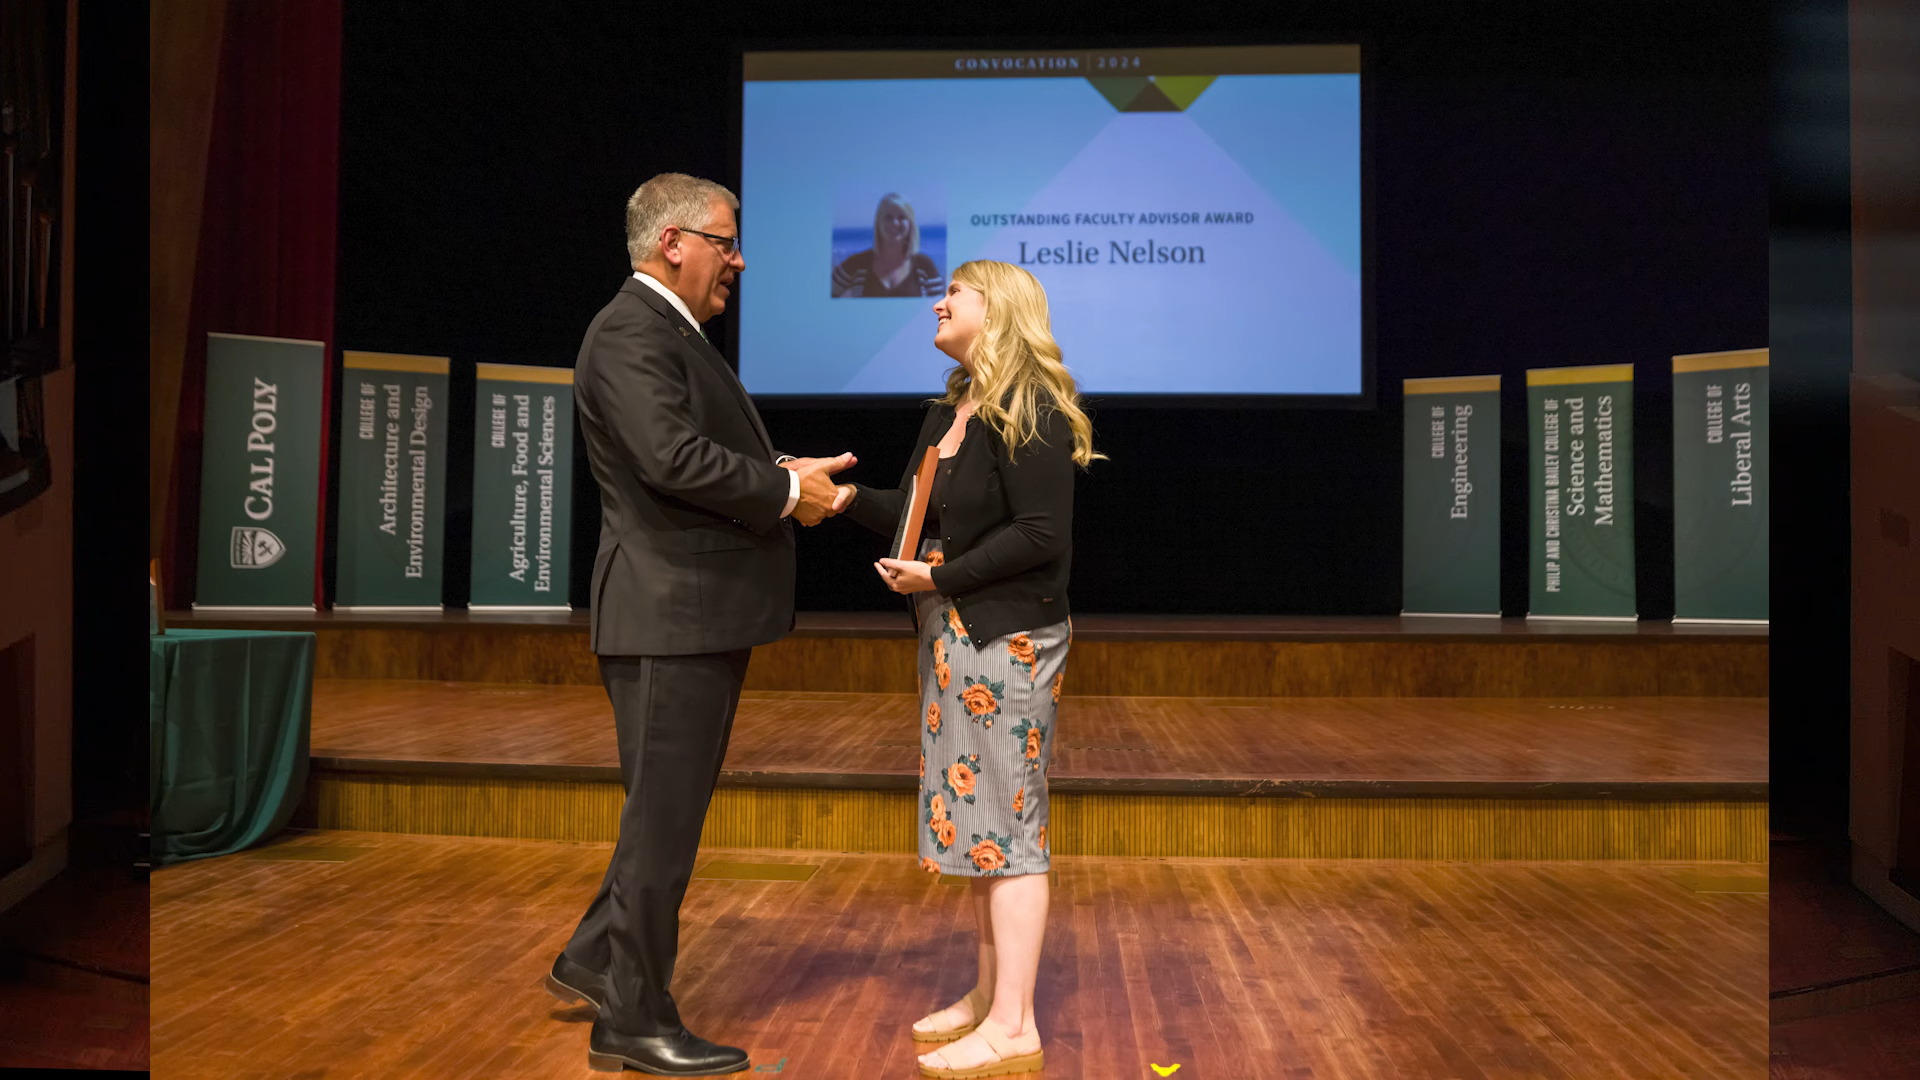 CONVOCATION | 2024
OUTSTANDING FACULTY ADVISOR AWARD
Leslie Nelson
CAL POLY
COLLEGE OF
Architecture and
Environmental Design
COLLEGE OF
Agriculture, Food and
Environmental Sciences
COLLEGE OF
Engineering
PHILIP AND CHRISTINA BAILEY COLLEGE OF
Science and
Mathematics
COLLEGE OF
Liberal Arts